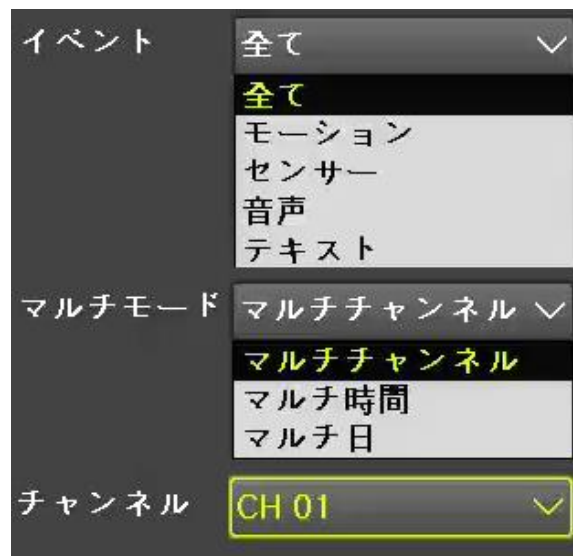 イベント 全て
全て
モーション
センサー
音声
テキスト
マルチモード マルチチャンネル
マルチチャンネル
マルチ時間
マルチ日
チャンネル CH 01